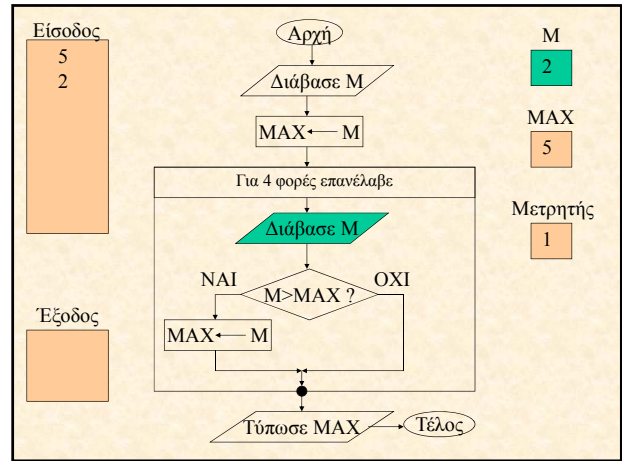 Είσοδος
5
2
Αρχή
Διάβασε Μ
ΜΑΧ Μ
Για 4 φορές επανέλαβε
Διάβασε Μ
ΝΑΙ ΟΧΙ
Μ>ΜΑΧ ?
ΜΑΧ Μ
Τύπωσε ΜΑΧ
Τέλος
Μ
2
ΜΑΧ
5
Μετρητής
1
Έξοδος